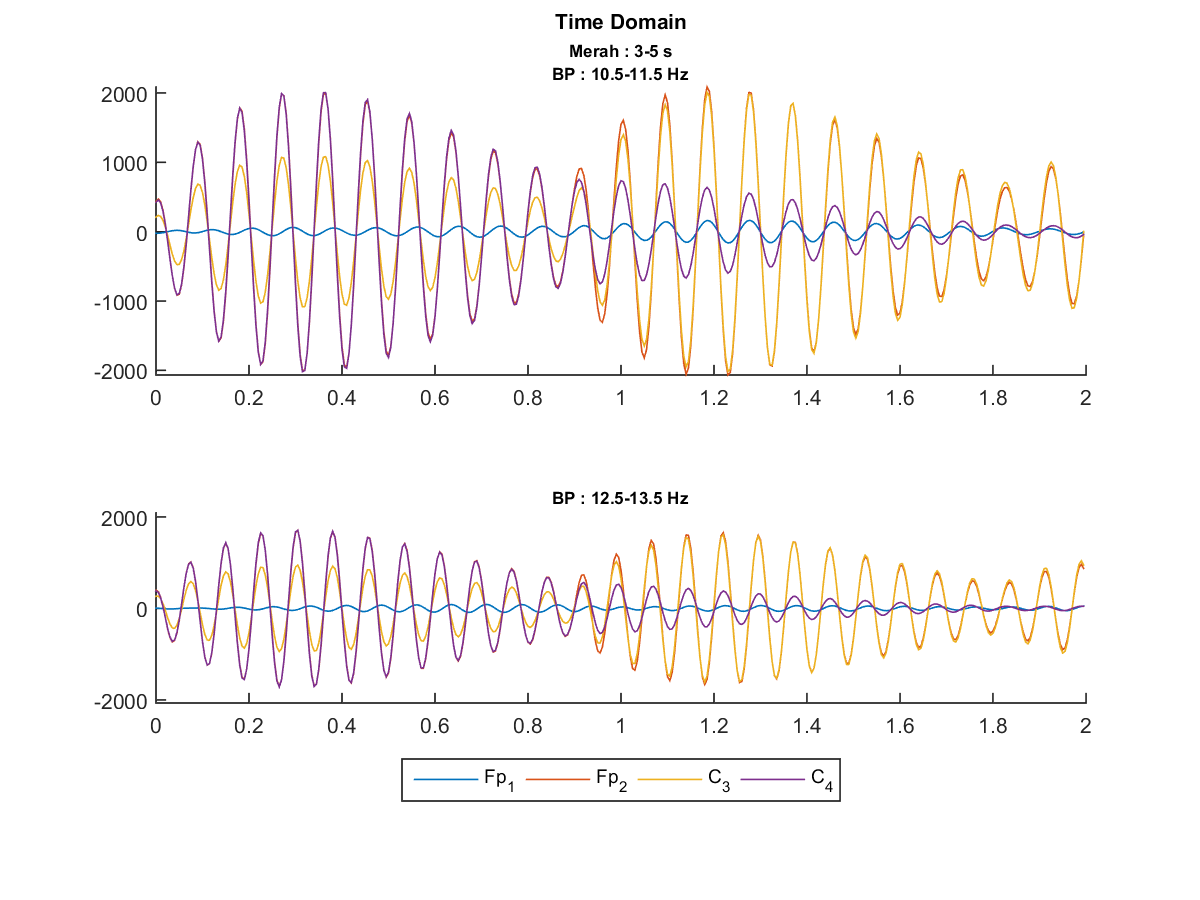 Time Domain
Merah : 3-5 s
BP : 10.5-11.5 Hz
2000
1000
0
-1000
-2000
0 0.2 0.4 0.6 0.8 1 1.2 1.4 1.6 1.8 2
BP : 12.5-13.5 Hz
2000
0
-2000
0 0.2 0.4 0.6 0.8 1 1.2 1.4 1.6 1.8 2
Fp1 Fp2 C3 C4